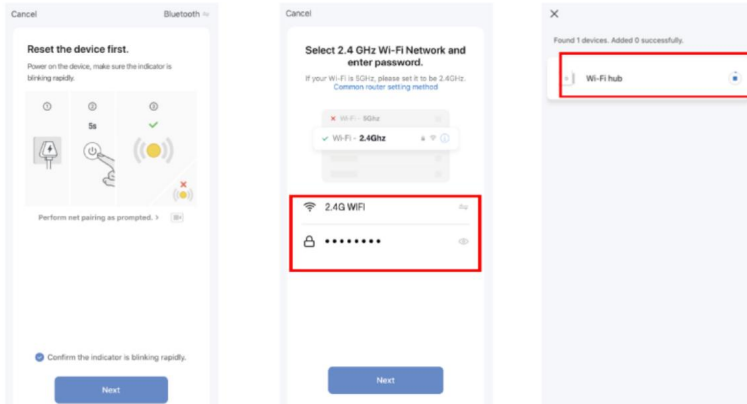 Cancel
Bluetooth
Reset the device first.
Power on the device, make sure the indicator is
blinking rapidly.
1
2
3
5s
Perform net pairing as prompted. >
Confirm the indicator is blinking rapidly.
Next
Cancel
Select 2.4 GHz Wi-Fi Network and
enter password.
If your Wi-Fi is 5GHz, please set it to be 2.4GHz.
Common router setting method
Wi-Fi - 5Ghz
Wi-Fi - 2.4Ghz
2.4G WIFI
Next
Found 1 devices. Added 0 successfully.
Wi-Fi hub